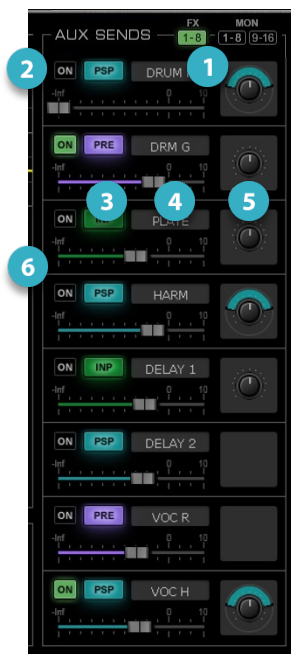 FX MON
AUX SENDS 1-8 1-8 9-16
2 ON PSP DRUM 1
-Inf 0 10
ON PRE DRM G
-Inf 0 10
3 4 5
ON PLATE
-Inf 0 10
6
ON PSP HARM
-Inf 0 10
ON INP DELAY 1
-Inf 0 10
ON PSP DELAY 2
-Inf 0 10
ON PRE VOC R
-Inf 0 10
ON PSP VOC H
-Inf 0 10